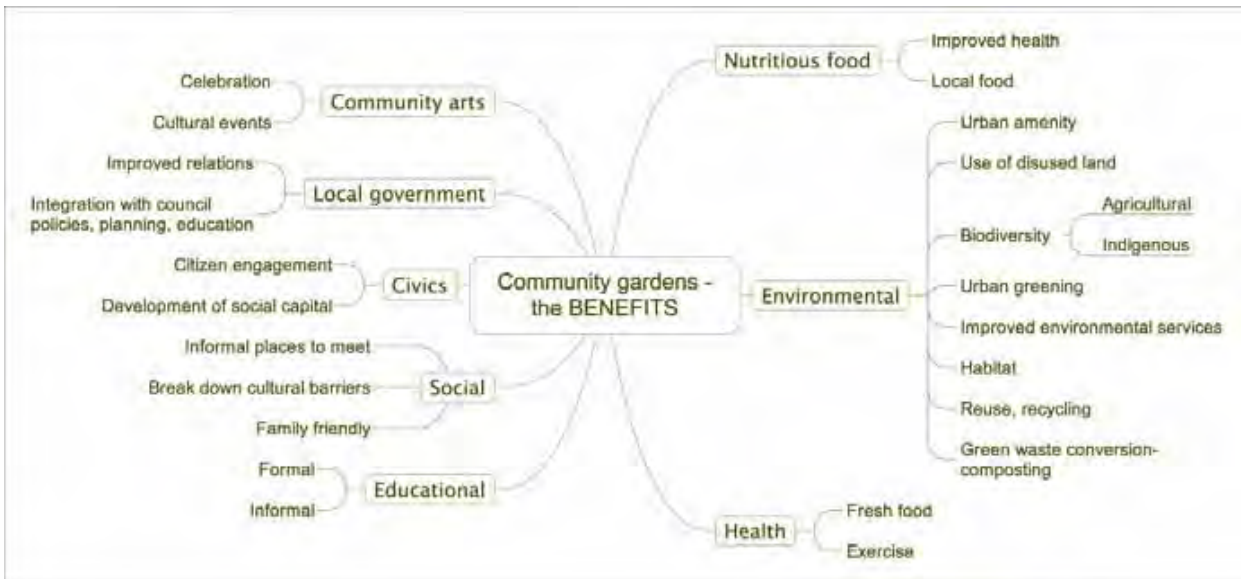 Community gardens -
the BENEFITS
Community arts
Celebration
Cultural events
Local government
Improved relations
Integration with council
policies, planning, education
Civics
Citizen engagement
Development of social capital
Social
Informal places to meet
Break down cultural barriers
Family friendly
Educational
Formal
Informal
Nutritious food
Improved health
Local food
Environmental
Urban amenity
Use of disused land
Biodiversity
Agricultural
Indigenous
Urban greening
Improved environmental services
Habitat
Reuse, recycling
Green waste conversion-
composting
Health
Fresh food
Exercise